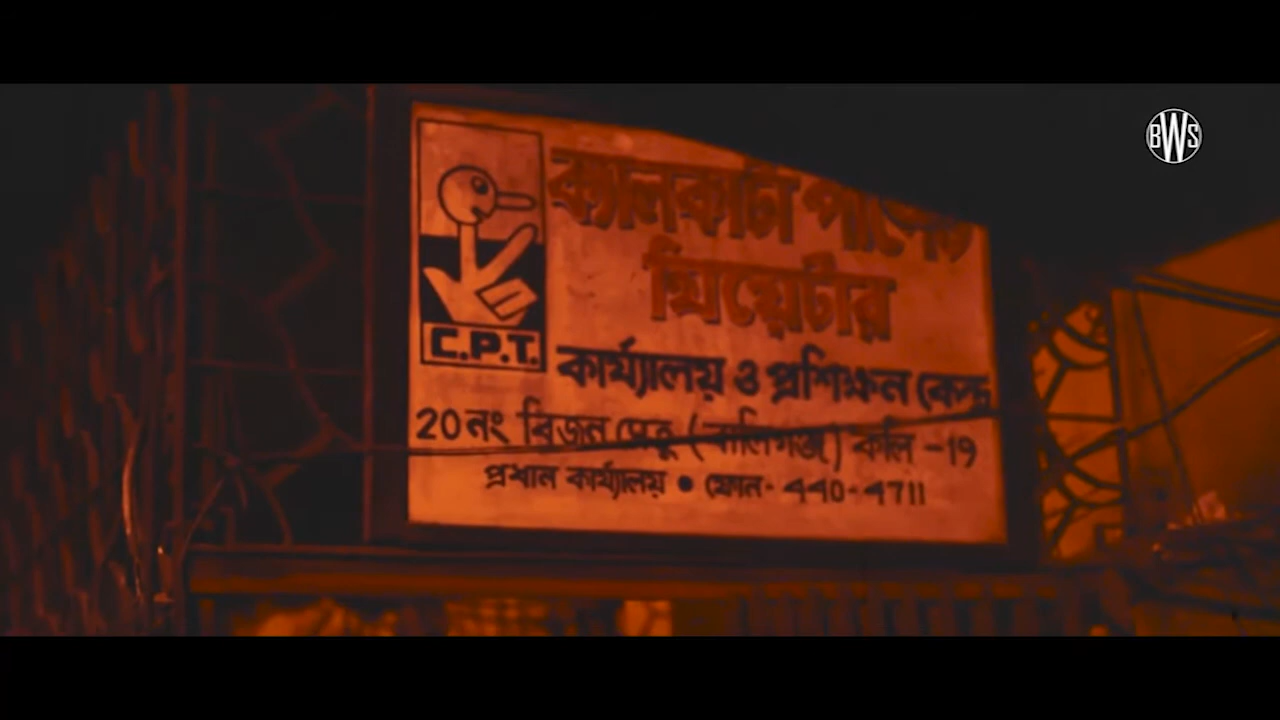 BWS
ক্যালকাটা পাপেট
থিয়েটার
C.P.T.
কার্য্যালয় ও প্রশিক্ষন কেন্দ্র
20নং বিজন সেতু (বালিগঞ্জ) কলি -19
প্রধান কার্য্যালয় • ফোন- 440-4711